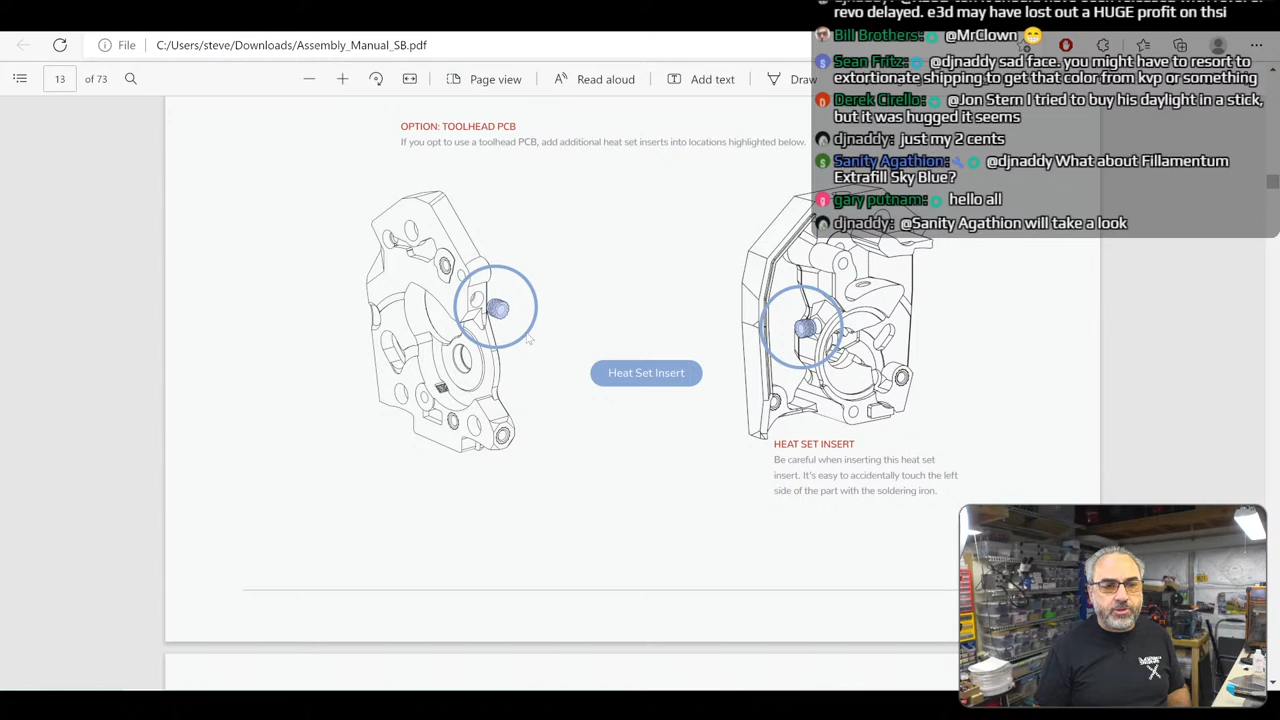 revo delayed. e3d may have lost out a HUGE profit on thsi
Bill Brothers: @MrClown 😁
Sean Fritz: @djnaddy sad face. you might have to resort to
extortionate shipping to get that color from kvp or something
Derek Cirello: @Jon Stern I tried to buy his daylight in a stick,
but it was hugged it seems
djnaddy: just my 2 cents
Sanity Agathion: @djnaddy What about Fillamentum
Extrafill Sky Blue?
gary putnam: hello all
djnaddy: @Sanity Agathion will take a look
File C:/Users/steve/Downloads/Assembly_Manual_SB.pdf
13 of 73 Page view Read aloud Add text Draw
OPTION: TOOLHEAD PCB
If you opt to use a toolhead PCB, add additional heat set inserts into locations highlighted below.
Heat Set Insert
HEAT SET INSERT
Be careful when inserting this heat set
insert. It's easy to accidentally touch the left
side of the part with the soldering iron.